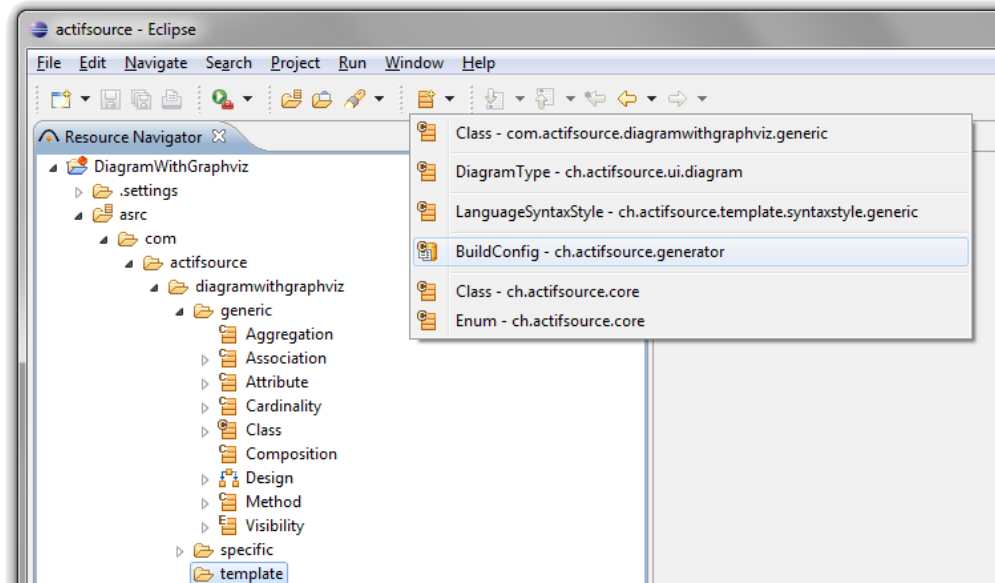 actifsource - Eclipse
File Edit Navigate Search Project Run Window Help
Resource Navigator
Class - com.actifsource.diagramwithgraphviz.generic
DiagramType - ch.actifsource.ui.diagram
LanguageSyntaxStyle - ch.actifsource.template.syntaxstyle.generic
BuildConfig - ch.actifsource.generator
Class - ch.actifsource.core
Enum - ch.actifsource.core
DiagramWithGraphviz
.settings
asrc
com
actifsource
diagramwithgraphviz
generic
Aggregation
Association
Attribute
Cardinality
Class
Composition
Design
Method
Visibility
specific
template